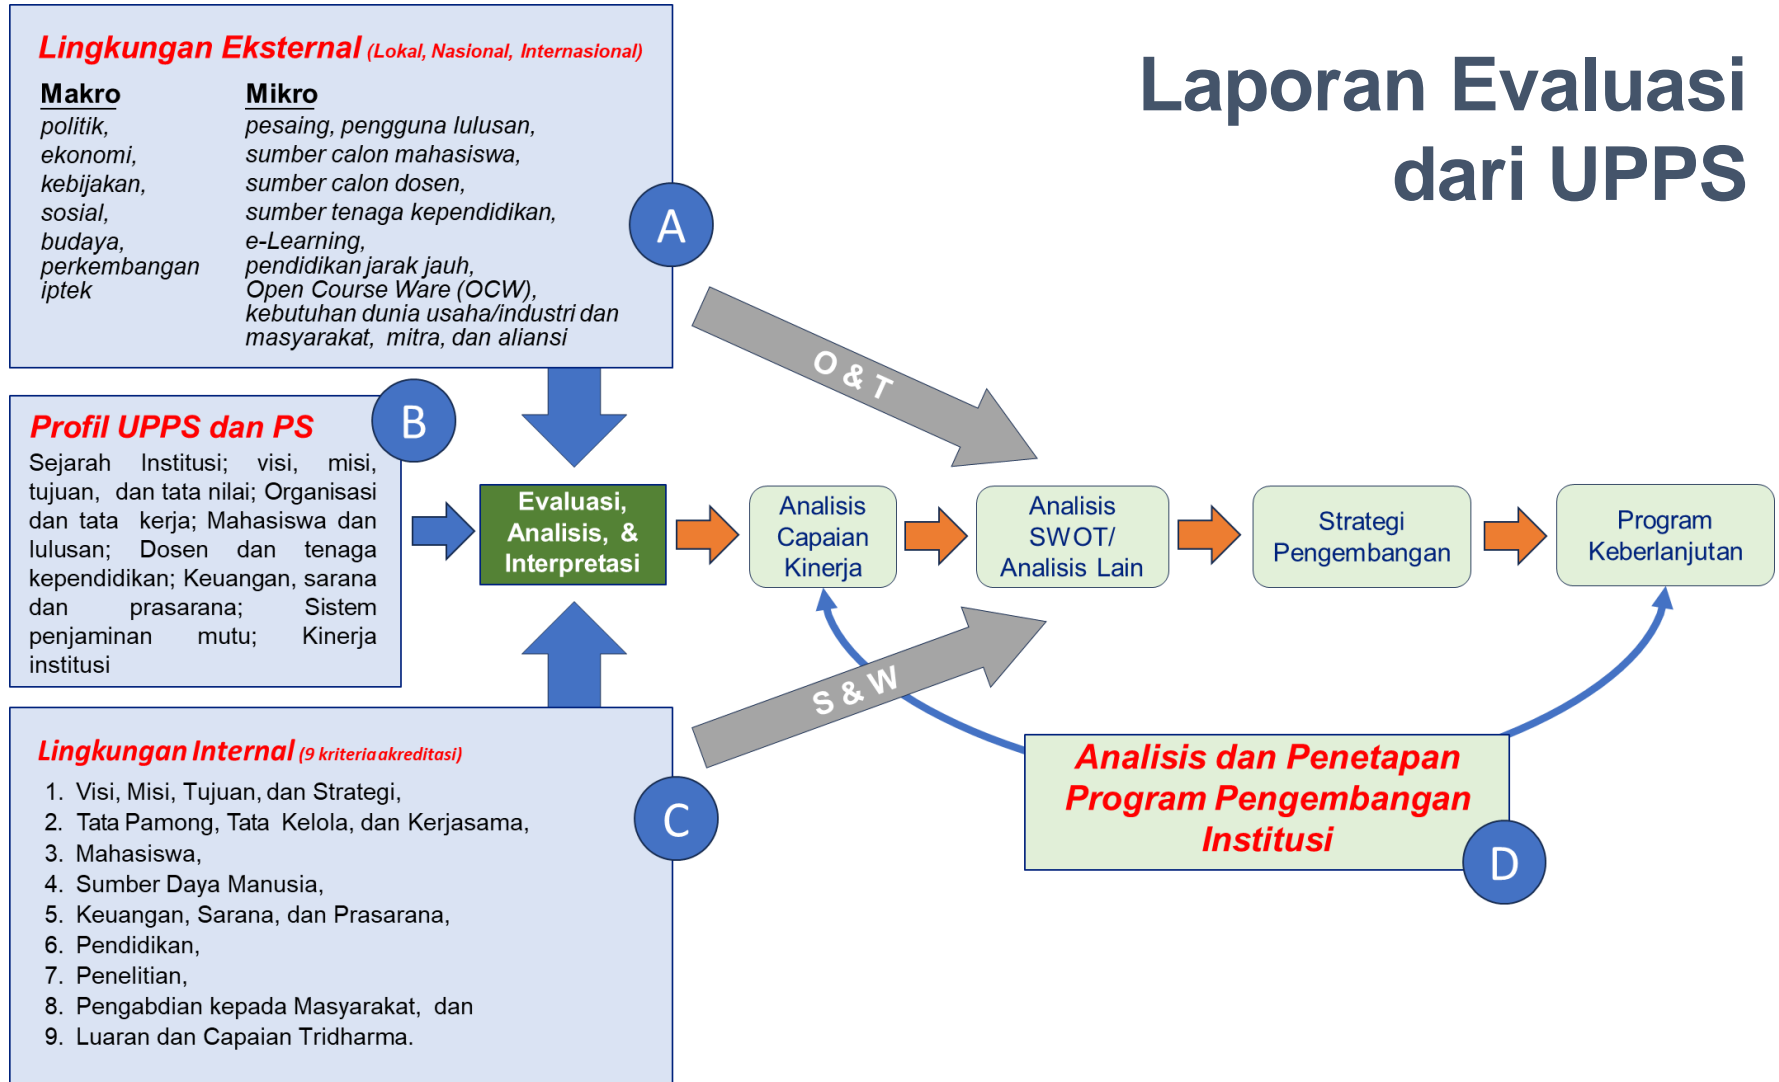 Laporan Evaluasi
dari UPPS
Lingkungan Eksternal (Lokal, Nasional, Internasional)
Makro
politik,
ekonomi,
kebijakan,
sosial,
budaya,
perkembangan
iptek
Mikro
pesaing, pengguna lulusan,
sumber calon mahasiswa,
sumber calon dosen,
sumber tenaga kependidikan,
e-Learning,
pendidikan jarak jauh,
Open Course Ware (OCW),
kebutuhan dunia usaha/industri dan
masyarakat, mitra, dan aliansi
A
O & T
Profil UPPS dan PS
Sejarah Institusi; visi, misi,
tujuan, dan tata nilai; Organisasi
dan tata kerja; Mahasiswa dan
lulusan; Dosen dan tenaga
kependidikan; Keuangan, sarana
dan prasarana; Sistem
penjaminan mutu; Kinerja
institusi
B
Evaluasi,
Analisis, &
Interpretasi
Analisis
Capaian
Kinerja
Analisis
SWOT/
Analisis Lain
Strategi
Pengembangan
Program
Keberlanjutan
S & W
Lingkungan Internal (9 kriteria akreditasi)
1. Visi, Misi, Tujuan, dan Strategi,
2. Tata Pamong, Tata Kelola, dan Kerjasama,
3. Mahasiswa,
4. Sumber Daya Manusia,
5. Keuangan, Sarana, dan Prasarana,
6. Pendidikan,
7. Penelitian,
8. Pengabdian kepada Masyarakat, dan
9. Luaran dan Capaian Tridharma.
C
Analisis dan Penetapan
Program Pengembangan
Institusi
D